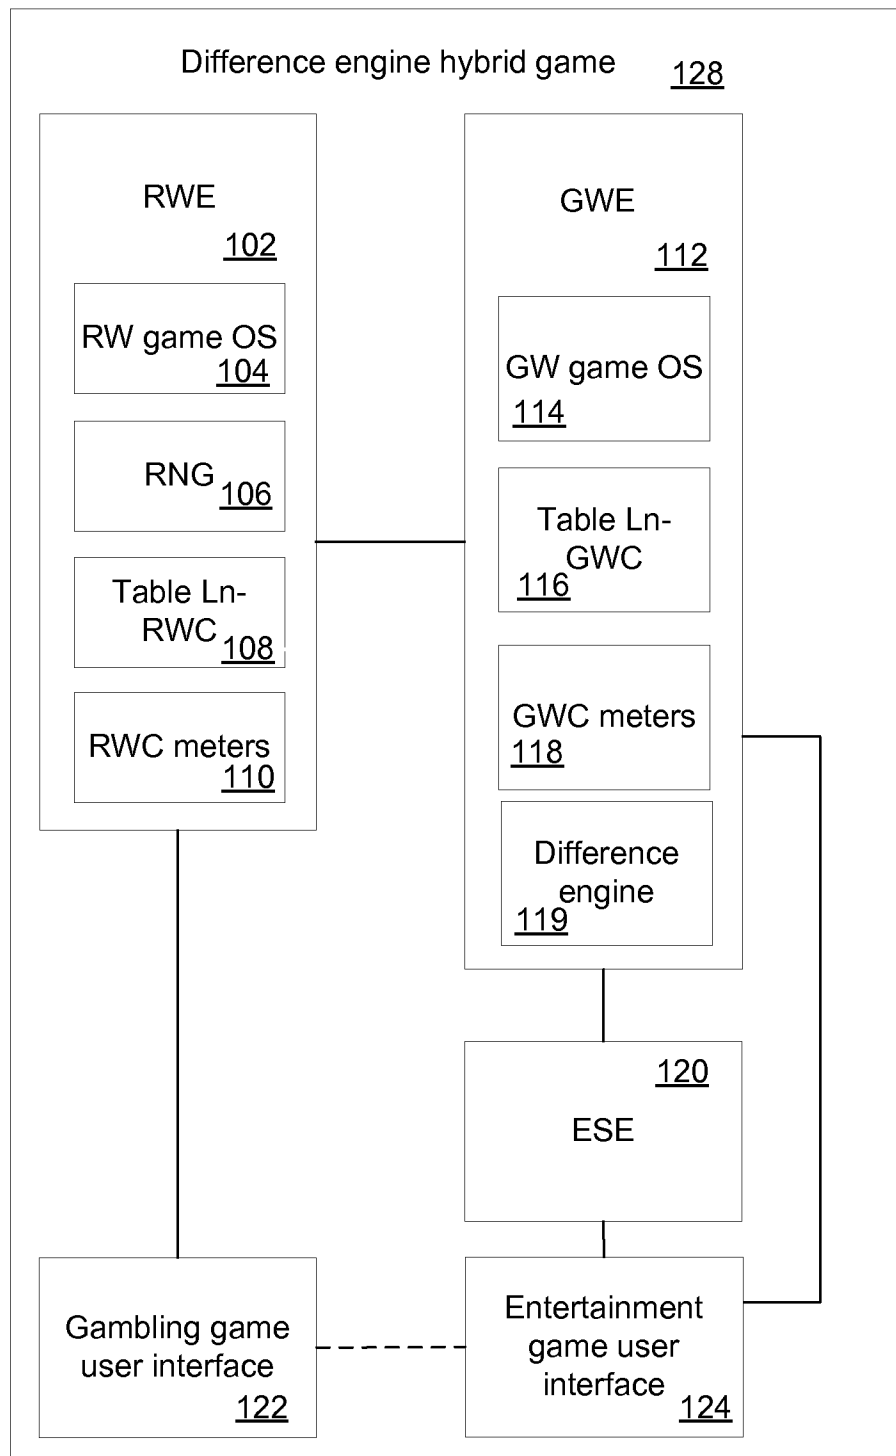 Difference engine hybrid game
128
RWE
102
RW game OS
104
RNG
106
Table Ln-
RWC
108
RWC meters
110
GWE
112
GW game OS
114
Table Ln-
GWC
116
GWC meters
118
Difference
engine
119
120
ESE
Gambling game
user interface
122
Entertainment
game user
interface
124